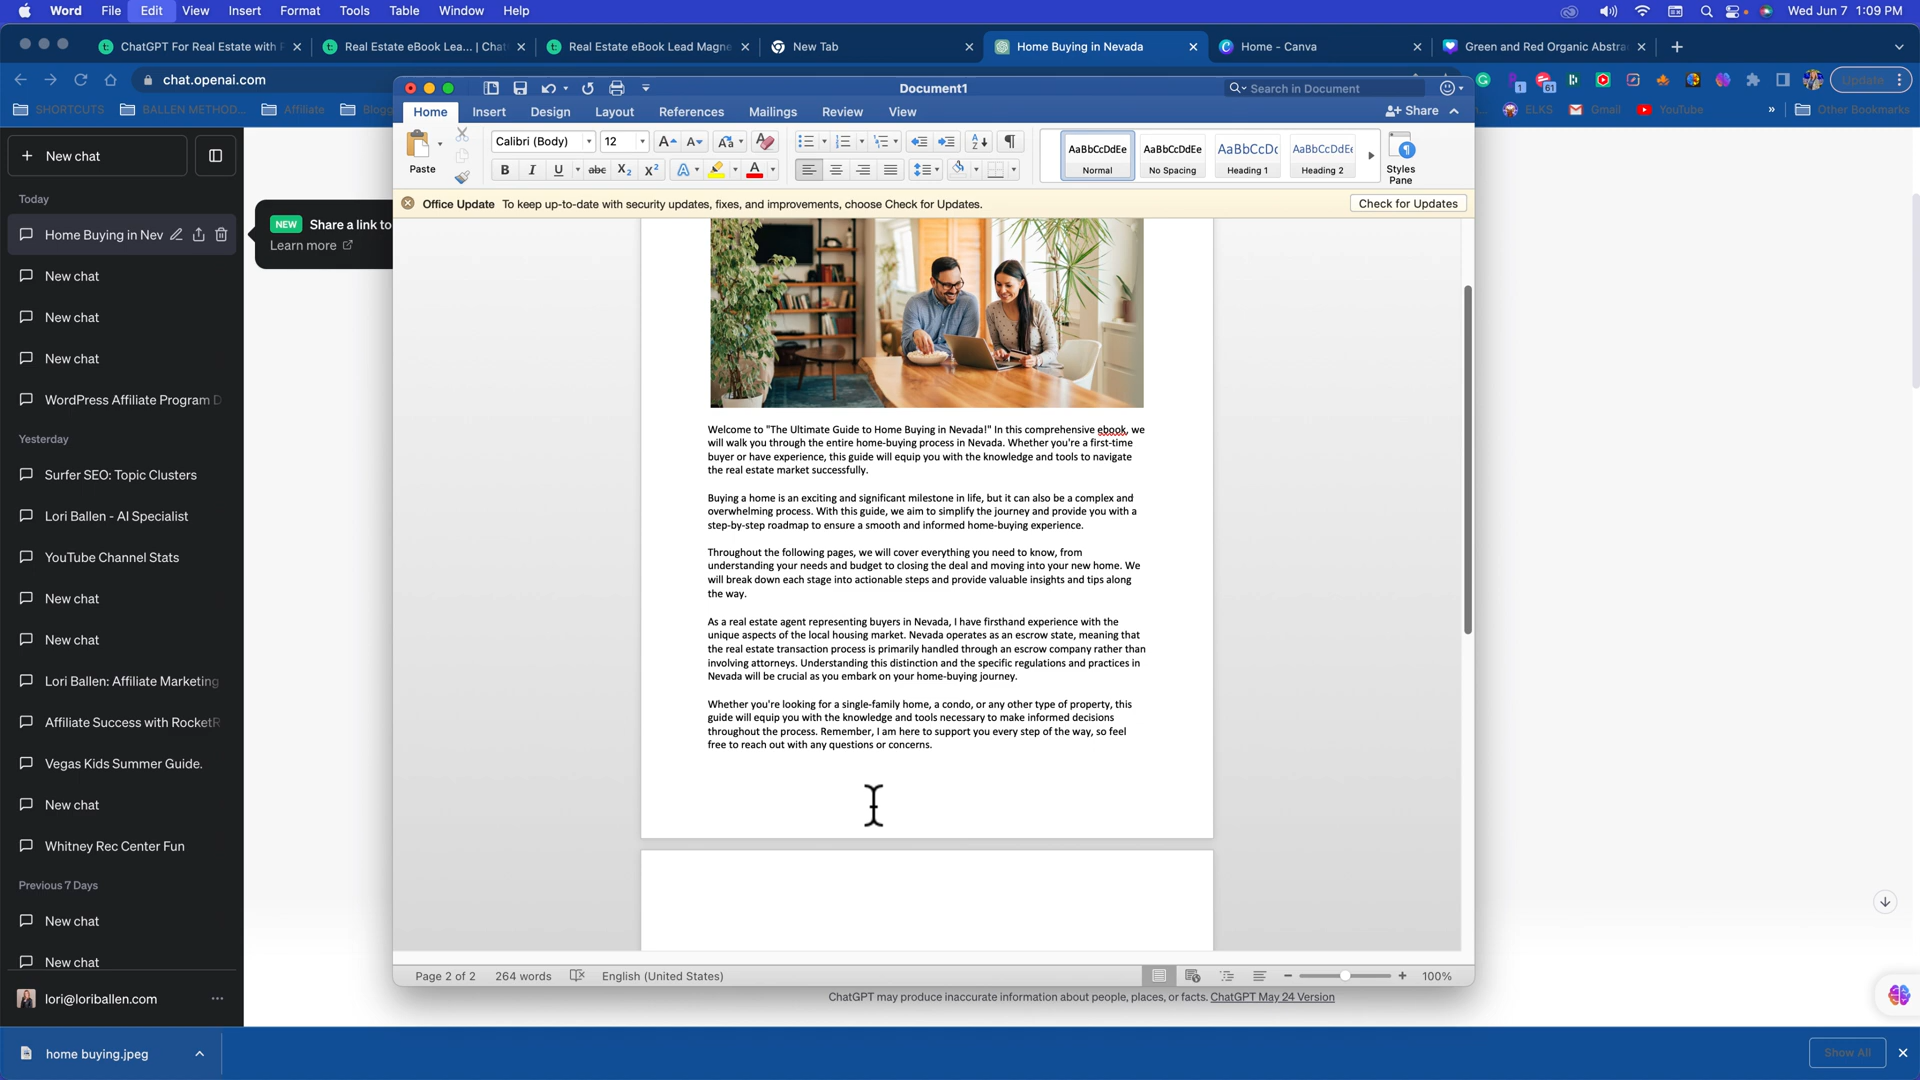 Word File Edit View Insert Format Tools Table Window Help
Wed Jun 7 1:09 PM
ChatGPT For Real Estate with
Real Estate eBook Lea... | Chat
Real Estate eBook Lead Magne
New Tab
Home Buying in Nevada
Home - Canva
Green and Red Organic Abstra
chat.openai.com
Update
SHORTCUTS
BALLEN METHOD...
Affiliate
Blogg
ELKS
Gmail
YouTube
»
Other Bookmarks
Document1
Search in Document
Home Insert Design Layout References Mailings Review View
Share
Paste
Calibri (Body)
12
AaBbCcDdEe
Normal
AaBbCcDdEe
No Spacing
AaBbCcDc
Heading 1
AaBbCcDdEe
Heading 2
Styles
Pane
Office Update To keep up-to-date with security updates, fixes, and improvements, choose Check for Updates.
Check for Updates
New chat
Today
Home Buying in Nev
New chat
New chat
New chat
WordPress Affiliate Program D
Yesterday
Surfer SEO: Topic Clusters
Lori Ballen - AI Specialist
YouTube Channel Stats
New chat
New chat
Lori Ballen: Affiliate Marketing
Affiliate Success with RocketR
Vegas Kids Summer Guide.
New chat
Whitney Rec Center Fun
Previous 7 Days
New chat
New chat
lori@loriballen.com
NEW Share a link to
Learn more
Welcome to "The Ultimate Guide to Home Buying in Nevada!" In this comprehensive ebook, we
will walk you through the entire home-buying process in Nevada. Whether you're a first-time
buyer or have experience, this guide will equip you with the knowledge and tools to navigate
the real estate market successfully.
Buying a home is an exciting and significant milestone in life, but it can also be a complex and
overwhelming process. With this guide, we aim to simplify the journey and provide you with a
step-by-step roadmap to ensure a smooth and informed home-buying experience.
Throughout the following pages, we will cover everything you need to know, from
understanding your needs and budget to closing the deal and moving into your new home. We
will break down each stage into actionable steps and provide valuable insights and tips along
the way.
As a real estate agent representing buyers in Nevada, I have firsthand experience with the
unique aspects of the local housing market. Nevada operates as an escrow state, meaning that
the real estate transaction process is primarily handled through an escrow company rather than
involving attorneys. Understanding this distinction and the specific regulations and practices in
Nevada will be crucial as you embark on your home-buying journey.
Whether you're looking for a single-family home, a condo, or any other type of property, this
guide will equip you with the knowledge and tools necessary to make informed decisions
throughout the process. Remember, I am here to support you every step of the way, so feel
free to reach out with any questions or concerns.
Page 2 of 2 264 words English (United States)
100%
ChatGPT may produce inaccurate information about people, places, or facts. ChatGPT May 24 Version
home buying.jpeg
Show All